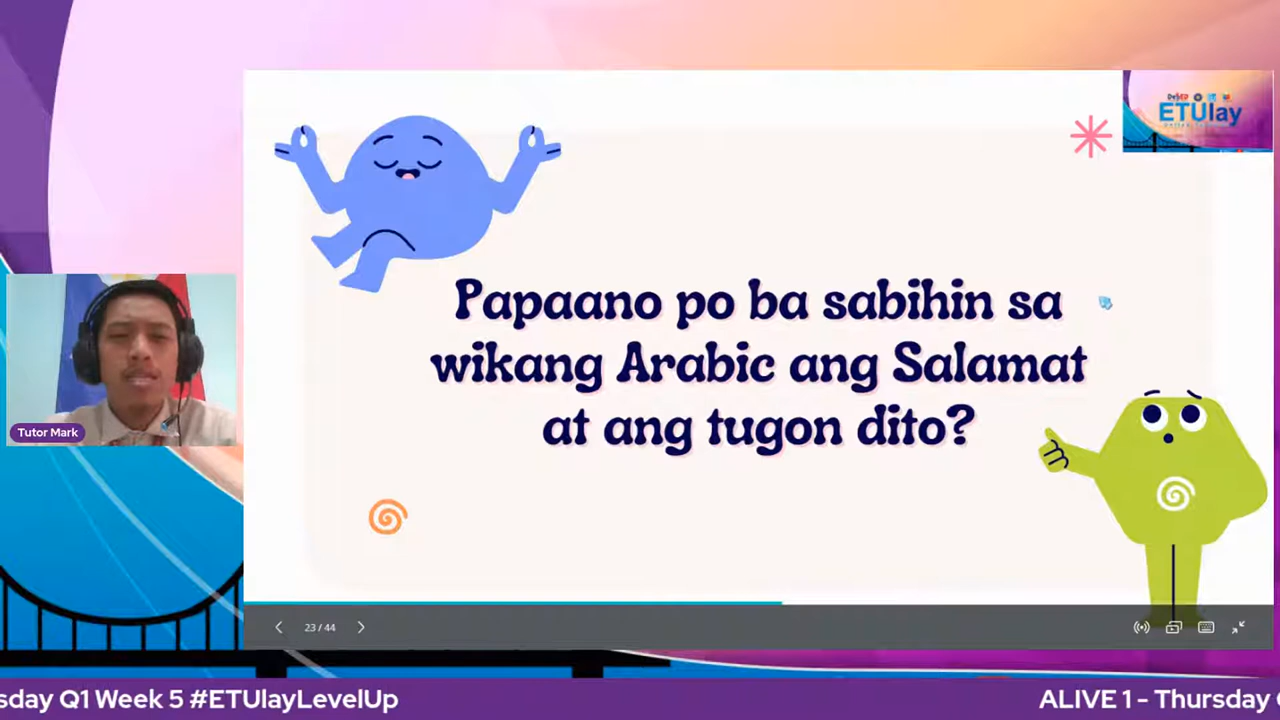 ETUlay
Papaano po ba sabihin sa
wikang Arabic ang Salamat
at ang tugon dito?
Tutor Mark
23 / 44
sday Q1 Week 5 #ETUlayLevelUp
ALIVE 1 - Thursday